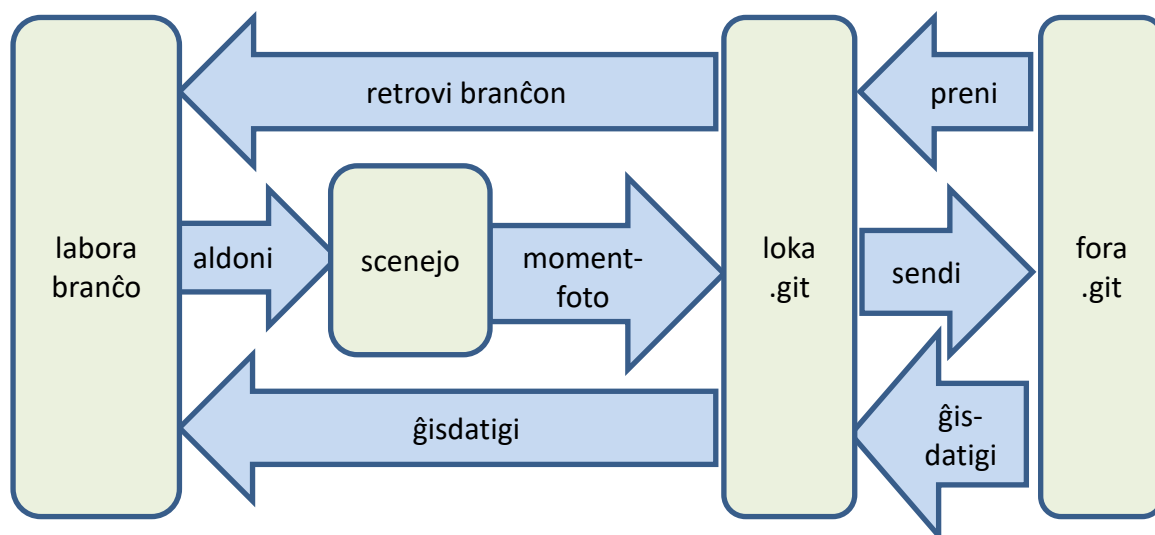 retrovi branĉon
preni
labora
branĉo
aldoni
scenejo
moment-
foto
loka
.git
sendi
fora
.git
ĝisdatigi
ĝis-
datigi